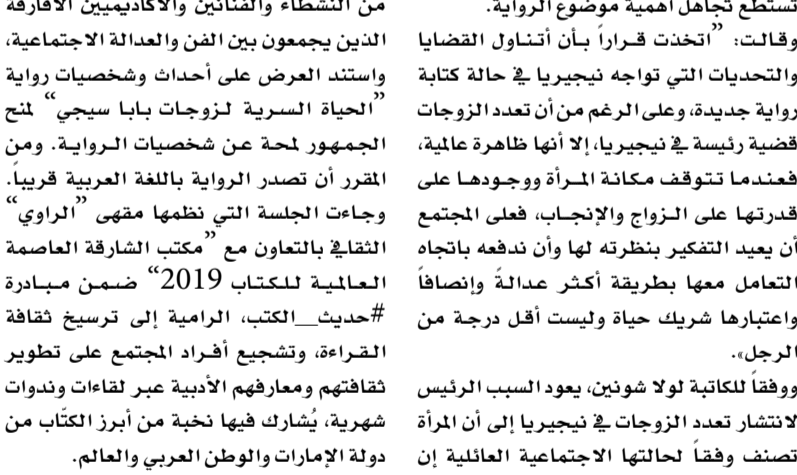 تستطع تجاهل أهمية موضوع الرواية.
وقالت: ”اتخذت قراراً بأن أتناول القضايا
والتحديات التي تواجه نيجيريا في حالة كتابة
رواية جديدة، وعلى الرغم من أن تعدد الزوجات
قضية رئيسة في نيجيريا، إلا أنها ظاهرة عالمية،
فعندما تتوقف مكانة المرأة ووجودها على
قدرتها على الزواج والإنجاب، فعلى المجتمع
أن يعيد التفكير بنظرته لها وأن ندفعه باتجاه
التعامل معها بطريقة أكثر عدالةً وإنصافاً
واعتبارها شريك حياة وليست أقل درجة من
الرجل».
ووفقاً للكاتبة لولا شونين، يعود السبب الرئيس
لانتشار تعدد الزوجات في نيجيريا إلى أن المرأة
تصنف وفقاً لحالتها الاجتماعية العائلية إن
من النشطاء والفنانين والأكاديميين الأفارقة
الذين يجمعون بين الفن والعدالة الاجتماعية،
واستند العرض على أحداث وشخصيات رواية
”الحياة السرية لزوجات بابا سيجي“ لمنح
الجمهور لمحة عن شخصيات الرواية. ومن
المقرر أن تصدر الرواية باللغة العربية قريباً.
وجاءت الجلسة التي نظمها مقهى ”الراوي“
الثقافي بالتعاون مع ”مكتب الشارقة العاصمة
العالمية للكتاب 2019“ ضمن مبادرة
#حديث_الكتب، الرامية إلى ترسيخ ثقافة
القراءة، وتشجيع أفراد المجتمع على تطوير
ثقافتهم ومعارفهم الأدبية عبر لقاءات وندوات
شهرية، يُشارك فيها نخبة من أبرز الكتّاب من
دولة الإمارات والوطن العربي والعالم.